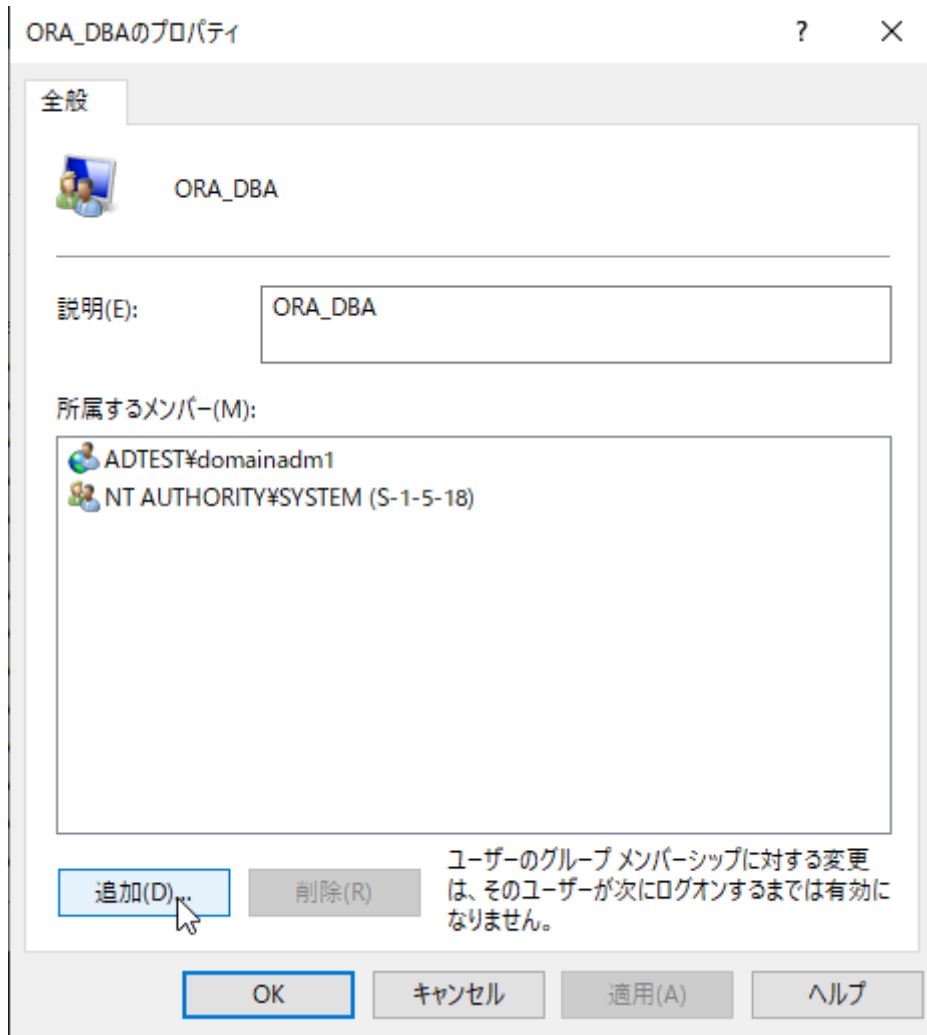 ORA_DBAのプロパティ ?
全般
ORA_DBA
説明(E): ORA_DBA
所属するメンバー(M):
ADTEST¥domainadm1
NT AUTHORITY¥SYSTEM (S-1-5-18)
追加(D)... 削除(R)
ユーザーのグループ メンバーシップに対する変更
は、そのユーザーが次にログオンするまでは有効に
なりません。
OK キャンセル 適用(A) ヘルプ